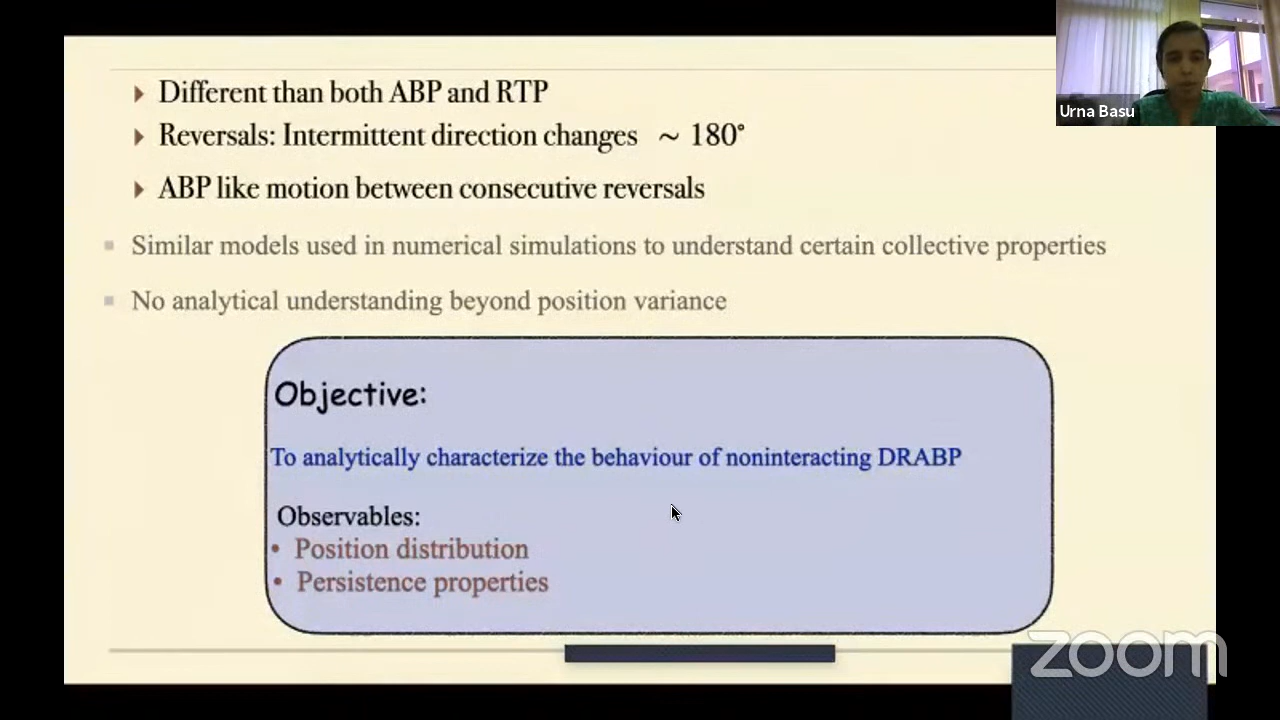 Urna Basu
Different than both ABP and RTP
Reversals: Intermittent direction changes ~ 180°
ABP like motion between consecutive reversals
Similar models used in numerical simulations to understand certain collective properties
No analytical understanding beyond position variance
Objective:
To analytically characterize the behaviour of noninteracting DRABP
Observables:
• Position distribution
• Persistence properties
zoom